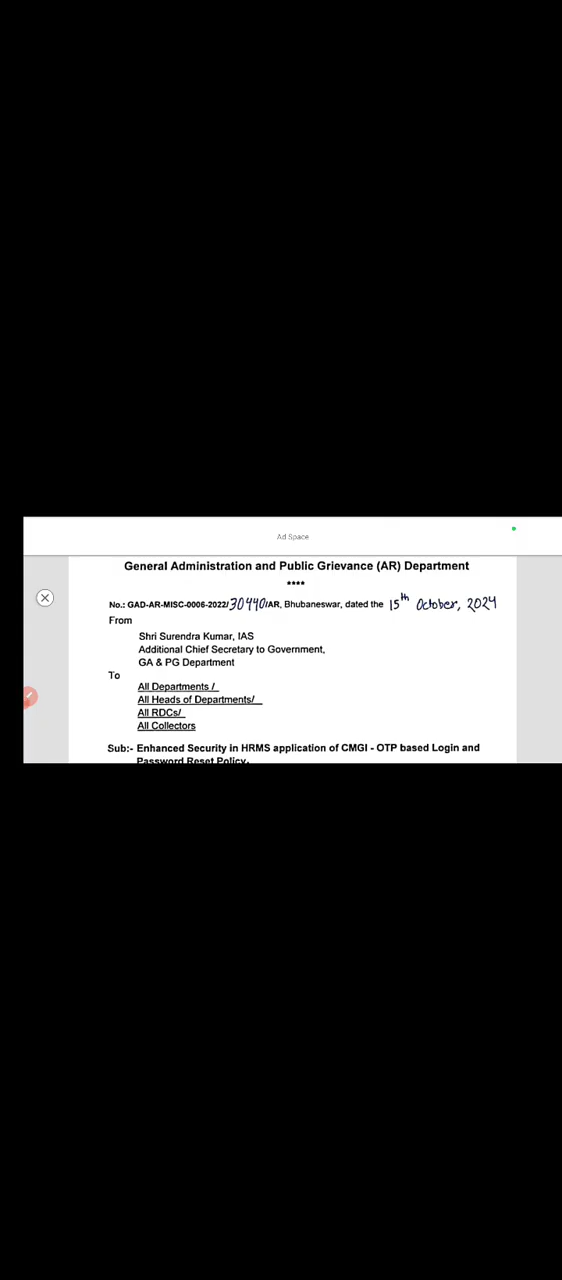 Ad Space
General Administration and Public Grievance (AR) Department
****
No.: GAD-AR-MISC-0006-2022/30440/AR, Bhubaneswar, dated the 15th October, 2024
From
Shri Surendra Kumar, IAS
Additional Chief Secretary to Government,
GA & PG Department
To
All Departments /
All Heads of Departments/
All RDCs/
All Collectors
Sub:- Enhanced Security in HRMS application of CMGI - OTP based Login and
Password Reset Policy.